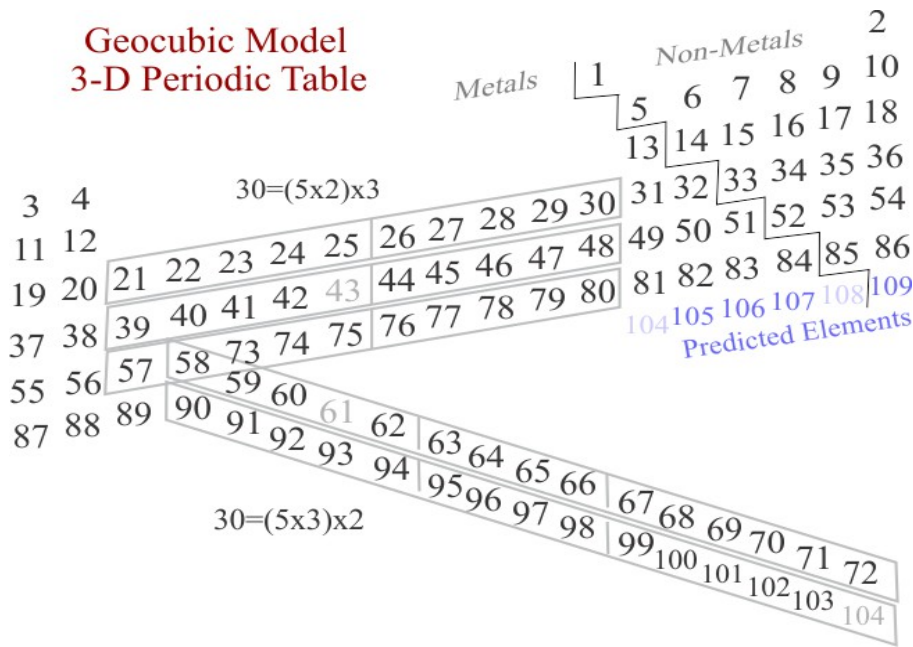 Geocubic Model
3-D Periodic Table
Metals
Non-Metals
2
1
5 6 7 8 9 10
13 14 15 16 17 18
30=(5x2)x3
3 4
31 32 33 34 35 36
11 12
21 22 23 24 25 26 27 28 29 30
49 50 51 52 53 54
19 20
39 40 41 42 43 44 45 46 47 48
81 82 83 84 85 86
37 38
57 58 73 74 75 76 77 78 79 80
104 105 106 107 108 109
Predicted Elements
55 56
59 60 61 62 63 64 65 66 67 68 69 70 71 72
87 88 89
90 91 92 93 94 95 96 97 98 99 100 101 102 103 104
30=(5x3)x2